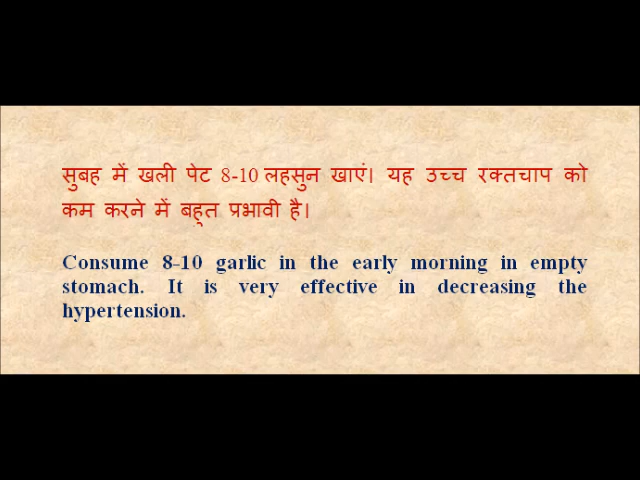 सुबह में खली पेट 8-10 लहसुन खाएं। यह उच्च रक्तचाप को
कम करने में बहुत प्रभावी है।
Consume 8-10 garlic in the early morning in empty
stomach. It is very effective in decreasing the
hypertension.